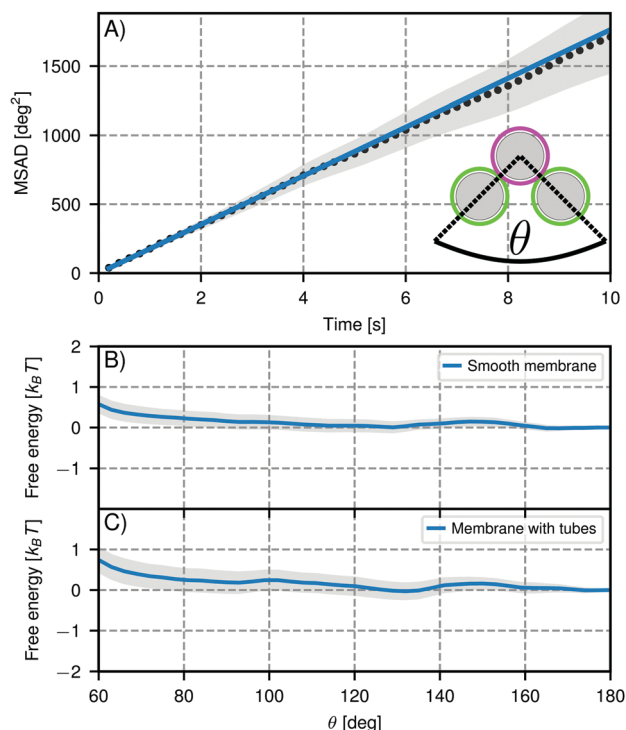 A)
MSAD [deg²]
1500
1000
500
0
θ
0 2 4 6 8 10
Time [s]
B)
Free energy [k_BT]
2
1
0
−1
Smooth membrane
C)
Free energy [k_BT]
1
0
−1
−2
Membrane with tubes
60 80 100 120 140 160 180
θ [deg]